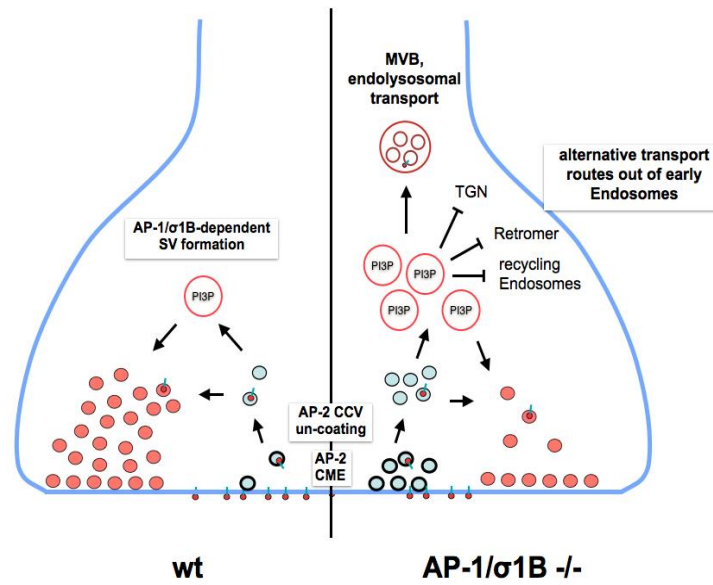 MVB,
endolysosomal
transport
alternative transport
routes out of early
Endosomes
TGN
AP-1/σ1B-dependent
SV formation
Retromer
recycling
Endosomes
PI3P
PI3P
PI3P
PI3P
PI3P
AP-2 CCV
un-coating
AP-2
CME
wt
AP-1/σ1B -/-